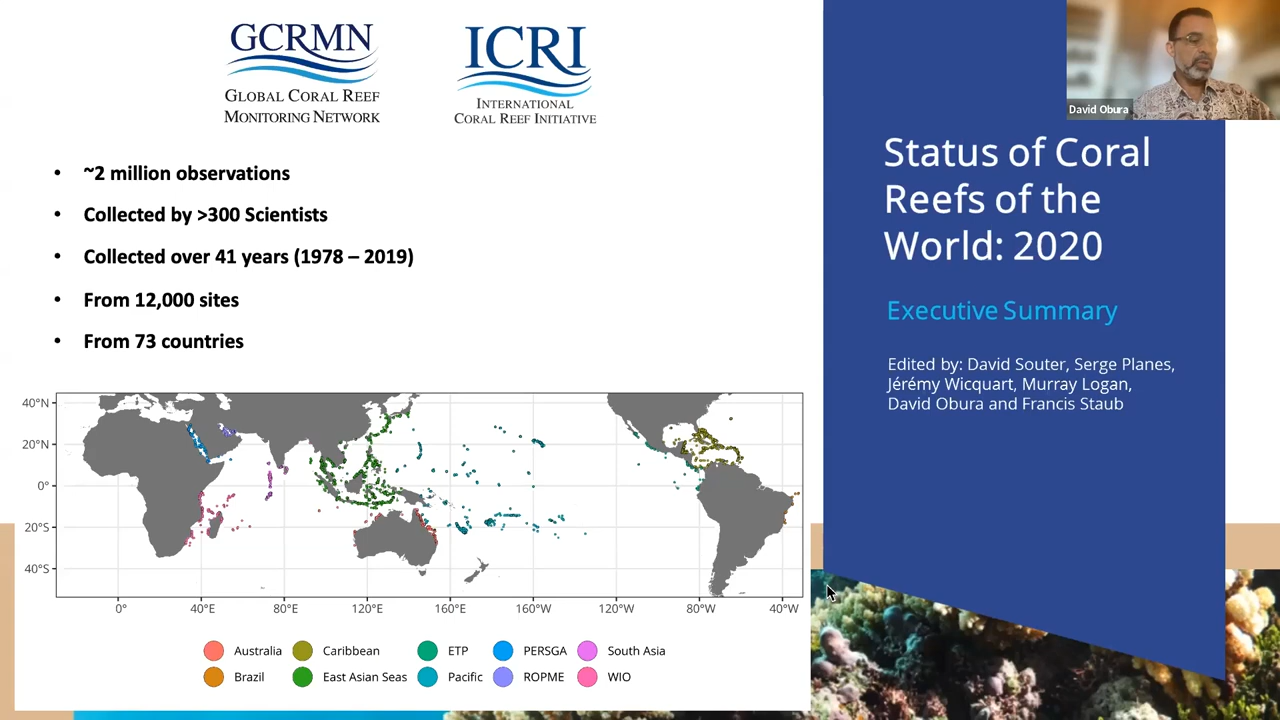 GCRMN
GLOBAL CORAL REEF
MONITORING NETWORK
ICRI
INTERNATIONAL
CORAL REEF INITIATIVE
• ~2 million observations
• Collected by >300 Scientists
• Collected over 41 years (1978 – 2019)
• From 12,000 sites
• From 73 countries
40°N
20°N
0°
20°S
40°S
0°
40°E
80°E
120°E
160°E
160°W
120°W
80°W
40°W
Australia
Caribbean
ETP
PERSGA
South Asia
Brazil
East Asian Seas
Pacific
ROPME
WIO
David Obura
Status of Coral
Reefs of the
World: 2020
Executive Summary
Edited by: David Souter, Serge Planes,
Jérémy Wicquart, Murray Logan,
David Obura and Francis Staub